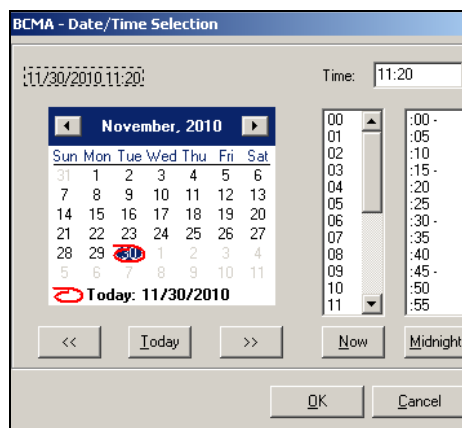 BCMA - Date/Time Selection
11/30/2010 11:20
Time: 11:20
November, 2010
Sun Mon Tue Wed Thu Fri Sat
31 1 2 3 4 5 6
7 8 9 10 11 12 13
14 15 16 17 18 19 20
21 22 23 24 25 26 27
28 29 30 1 2 3 4
5 6 7 8 9 10 11
Today: 11/30/2010
<< Today >>
00
01
02
03
04
05
06
07
08
09
10
11
:00 -
:05
:10
:15 -
:20
:25
:30 -
:35
:40
:45 -
:50
:55
Now Midnight
OK Cancel